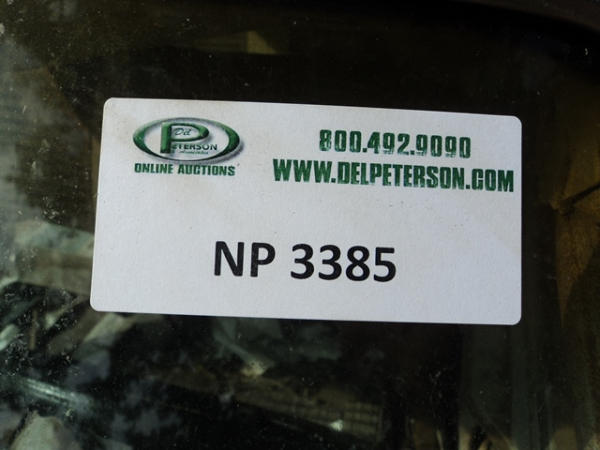 Del
PETERSON
ONLINE AUCTIONS
800.492.9090
WWW.DELPETERSON.COM
NP 3385